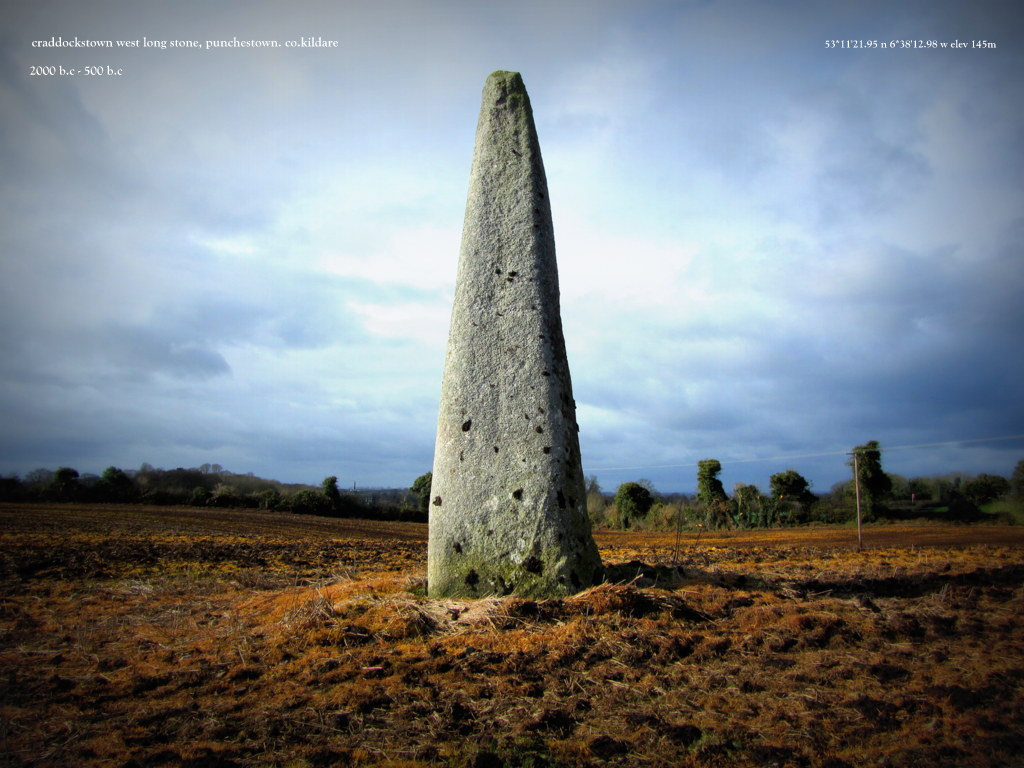 craddockstown west long stone, punchestown. co.kildare
53°11'21.95 n 6°38'12.98 w elev 145m
2000 b.c - 500 b.c